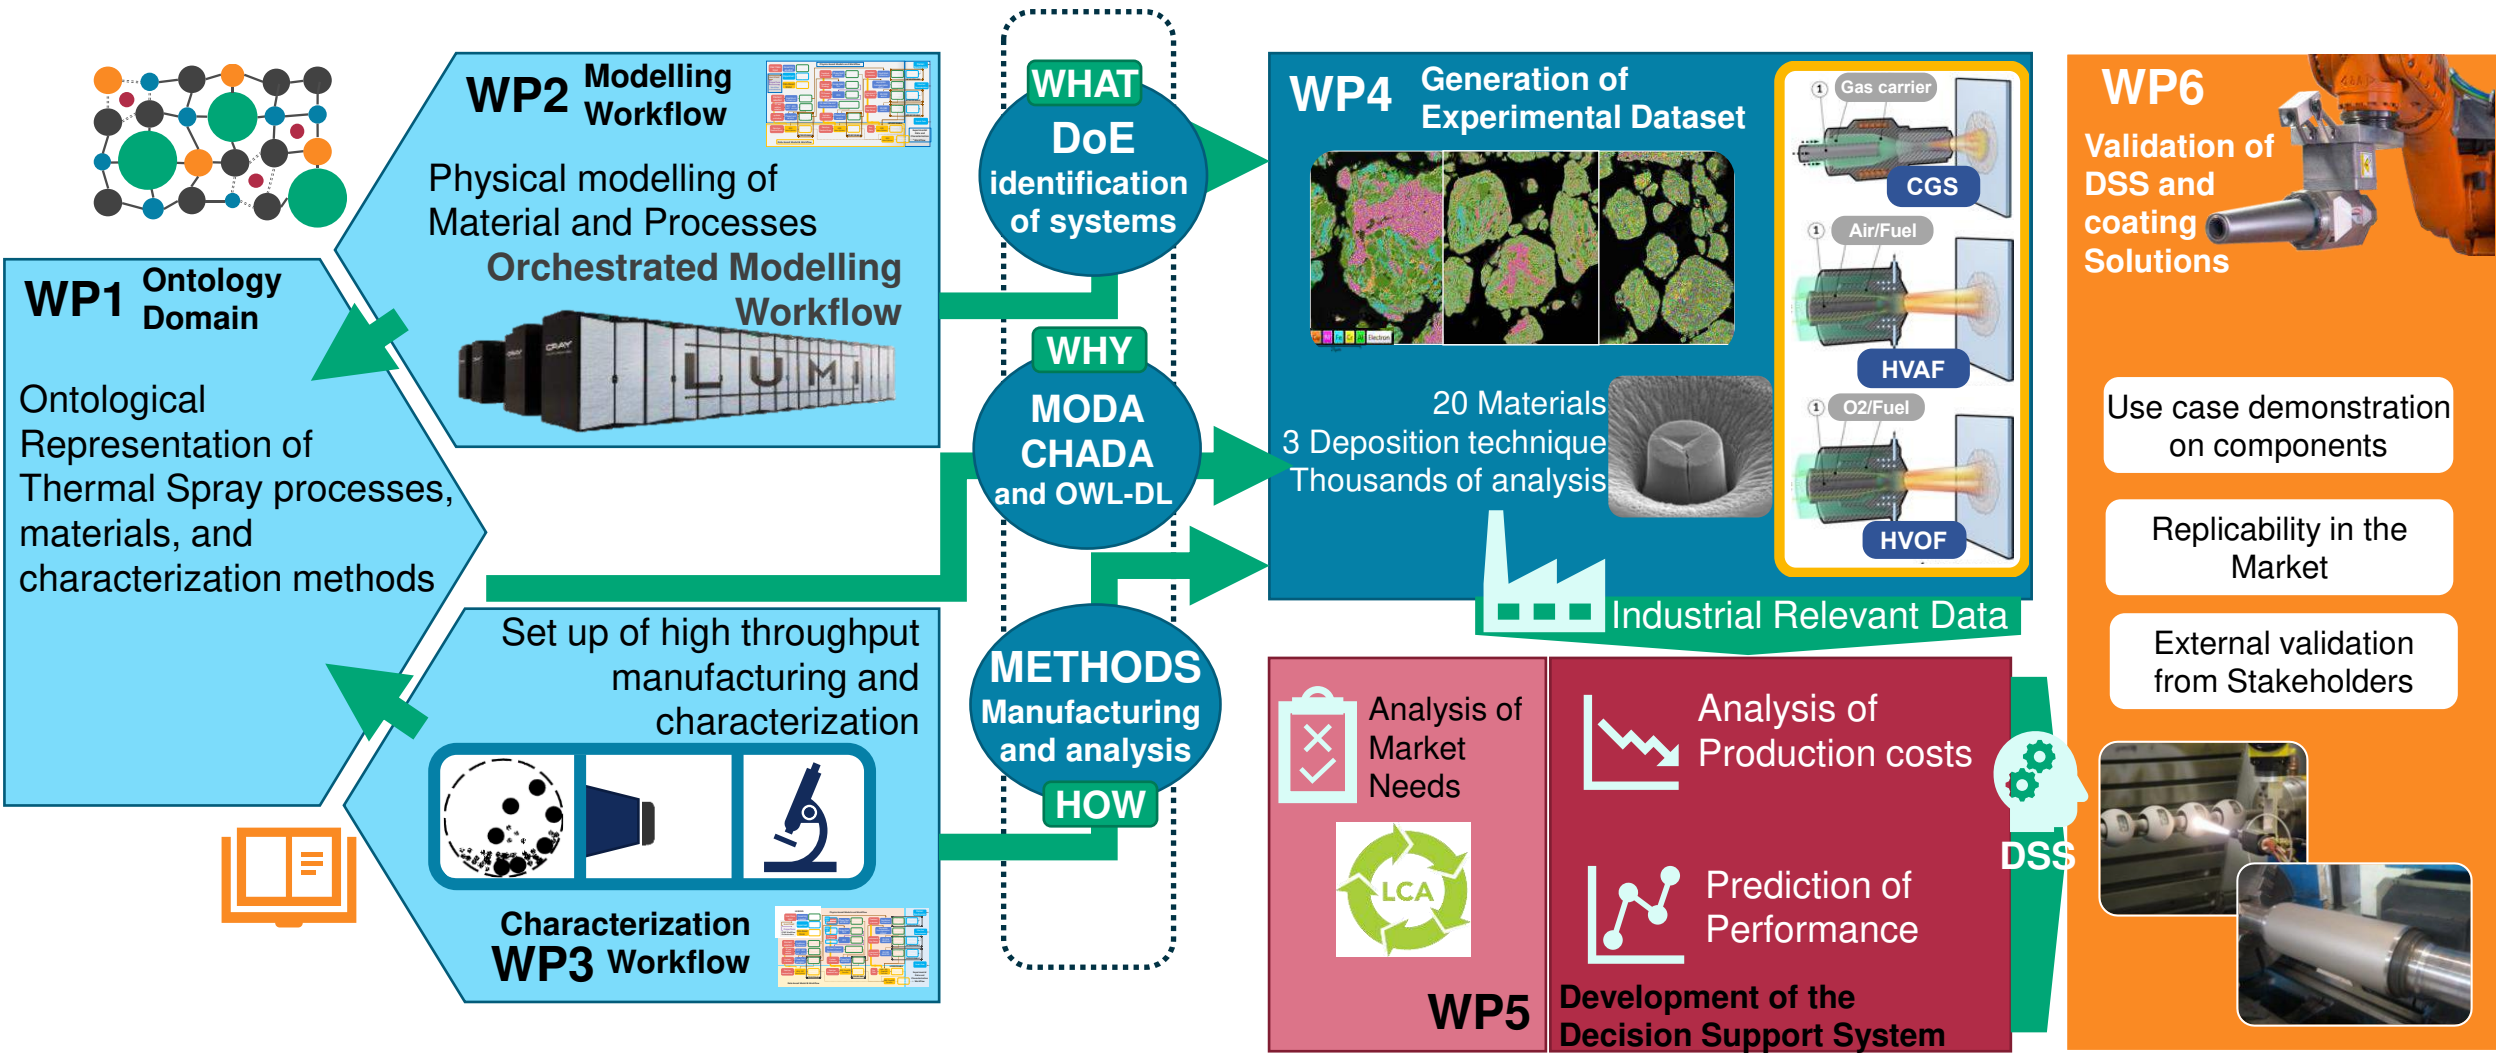 WP1 Ontology
Domain
Ontological
Representation of
Thermal Spray processes,
materials, and
characterization methods
WP2 Modelling
Workflow
Physical modelling of
Material and Processes
Orchestrated Modelling
Workflow
CRAY
LUMI
Set up of high throughput
manufacturing and
characterization
Characterization
WP3 Workflow
WHAT
DoE
identification
of systems
WHY
MODA
CHADA
and OWL-DL
METHODS
Manufacturing
and analysis
HOW
WP4 Generation of
Experimental Dataset
Electron
20 Materials
3 Deposition technique
Thousands of analysis
1 Gas carrier
CGS
1 Air/Fuel
HVAF
1 O2/Fuel
HVOF
Industrial Relevant Data
Analysis of
Market
Needs
LCA
WP5
Analysis of
Production costs
Prediction of
Performance
Development of the
Decision Support System
DSS
WP6
Validation of
DSS and
coating
Solutions
Use case demonstration
on components
Replicability in the
Market
External validation
from Stakeholders